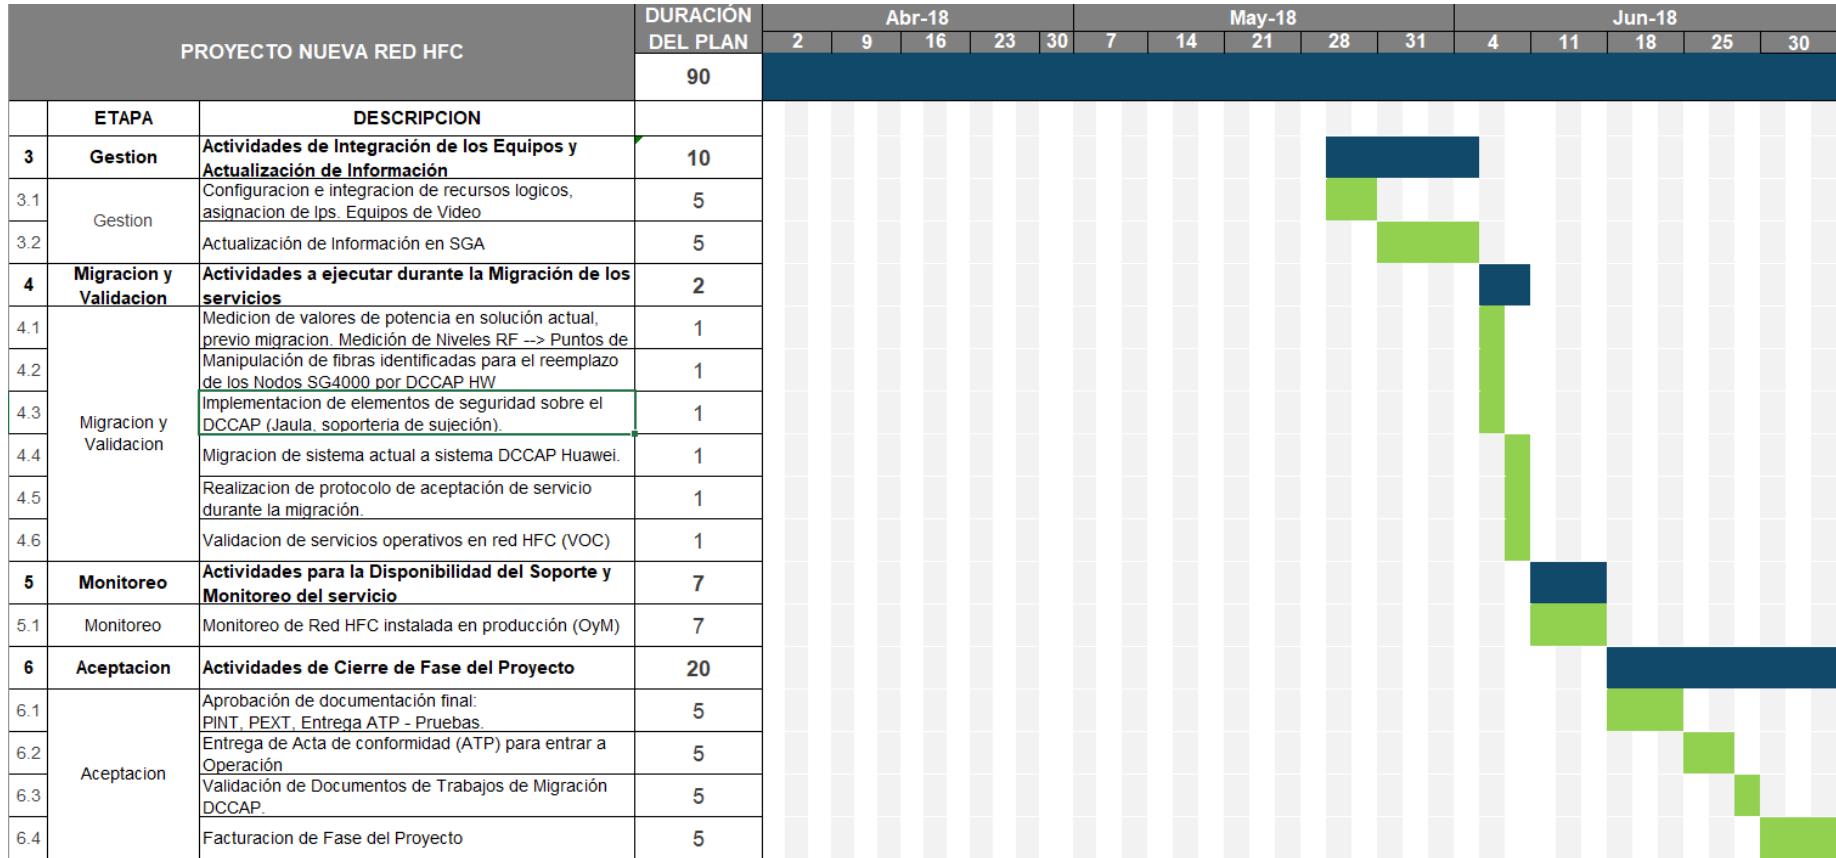 PROYECTO NUEVA RED HFC
DURACIÓN
DEL PLAN
Abr-18 May-18 Jun-18
2 9 16 23 30 7 14 21 28 31 4 11 18 25 30
90
ETAPA DESCRIPCION
3 Gestion Actividades de Integración de los Equipos y
Actualización de Información 10
3.1 Configuracion e integracion de recursos logicos,
asignacion de Ips. Equipos de Video 5
Gestion
3.2 Actualización de Información en SGA 5
4 Migracion y
Validacion Actividades a ejecutar durante la Migración de los
servicios 2
4.1 Medicion de valores de potencia en solución actual,
previo migracion. Medición de Niveles RF --> Puntos de 1
4.2 Manipulación de fibras identificadas para el reemplazo
de los Nodos SG4000 por DCCAP HW 1
4.3 Implementacion de elementos de seguridad sobre el
DCCAP (Jaula, soporteria de sujeción). 1
Migracion y
Validacion
4.4 Migracion de sistema actual a sistema DCCAP Huawei. 1
4.5 Realizacion de protocolo de aceptación de servicio
durante la migración. 1
4.6 Validacion de servicios operativos en red HFC (VOC) 1
5 Monitoreo Actividades para la Disponibilidad del Soporte y
Monitoreo del servicio 7
5.1 Monitoreo Monitoreo de Red HFC instalada en producción (OyM) 7
6 Aceptacion Actividades de Cierre de Fase del Proyecto 20
6.1 Aprobación de documentación final:
PINT, PEXT, Entrega ATP - Pruebas. 5
6.2 Entrega de Acta de conformidad (ATP) para entrar a
Operación 5
Aceptacion
6.3 Validación de Documentos de Trabajos de Migración
DCCAP. 5
6.4 Facturacion de Fase del Proyecto 5